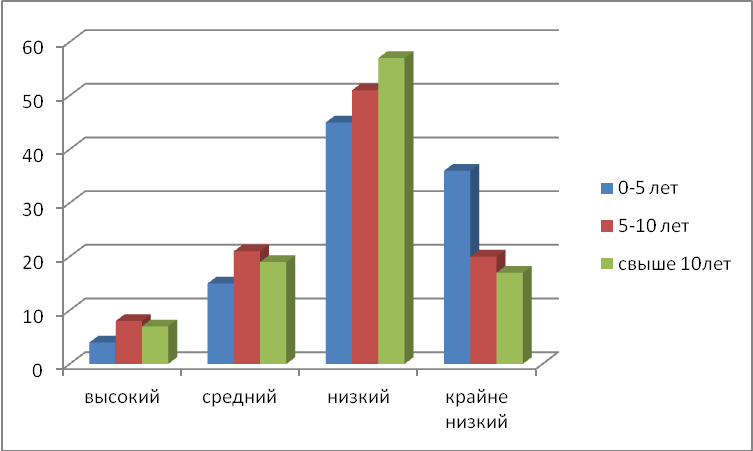 60
50
40
30
20
10
0
высокий
средний
низкий
крайне
низкий
0-5 лет
5-10 лет
свыше 10лет